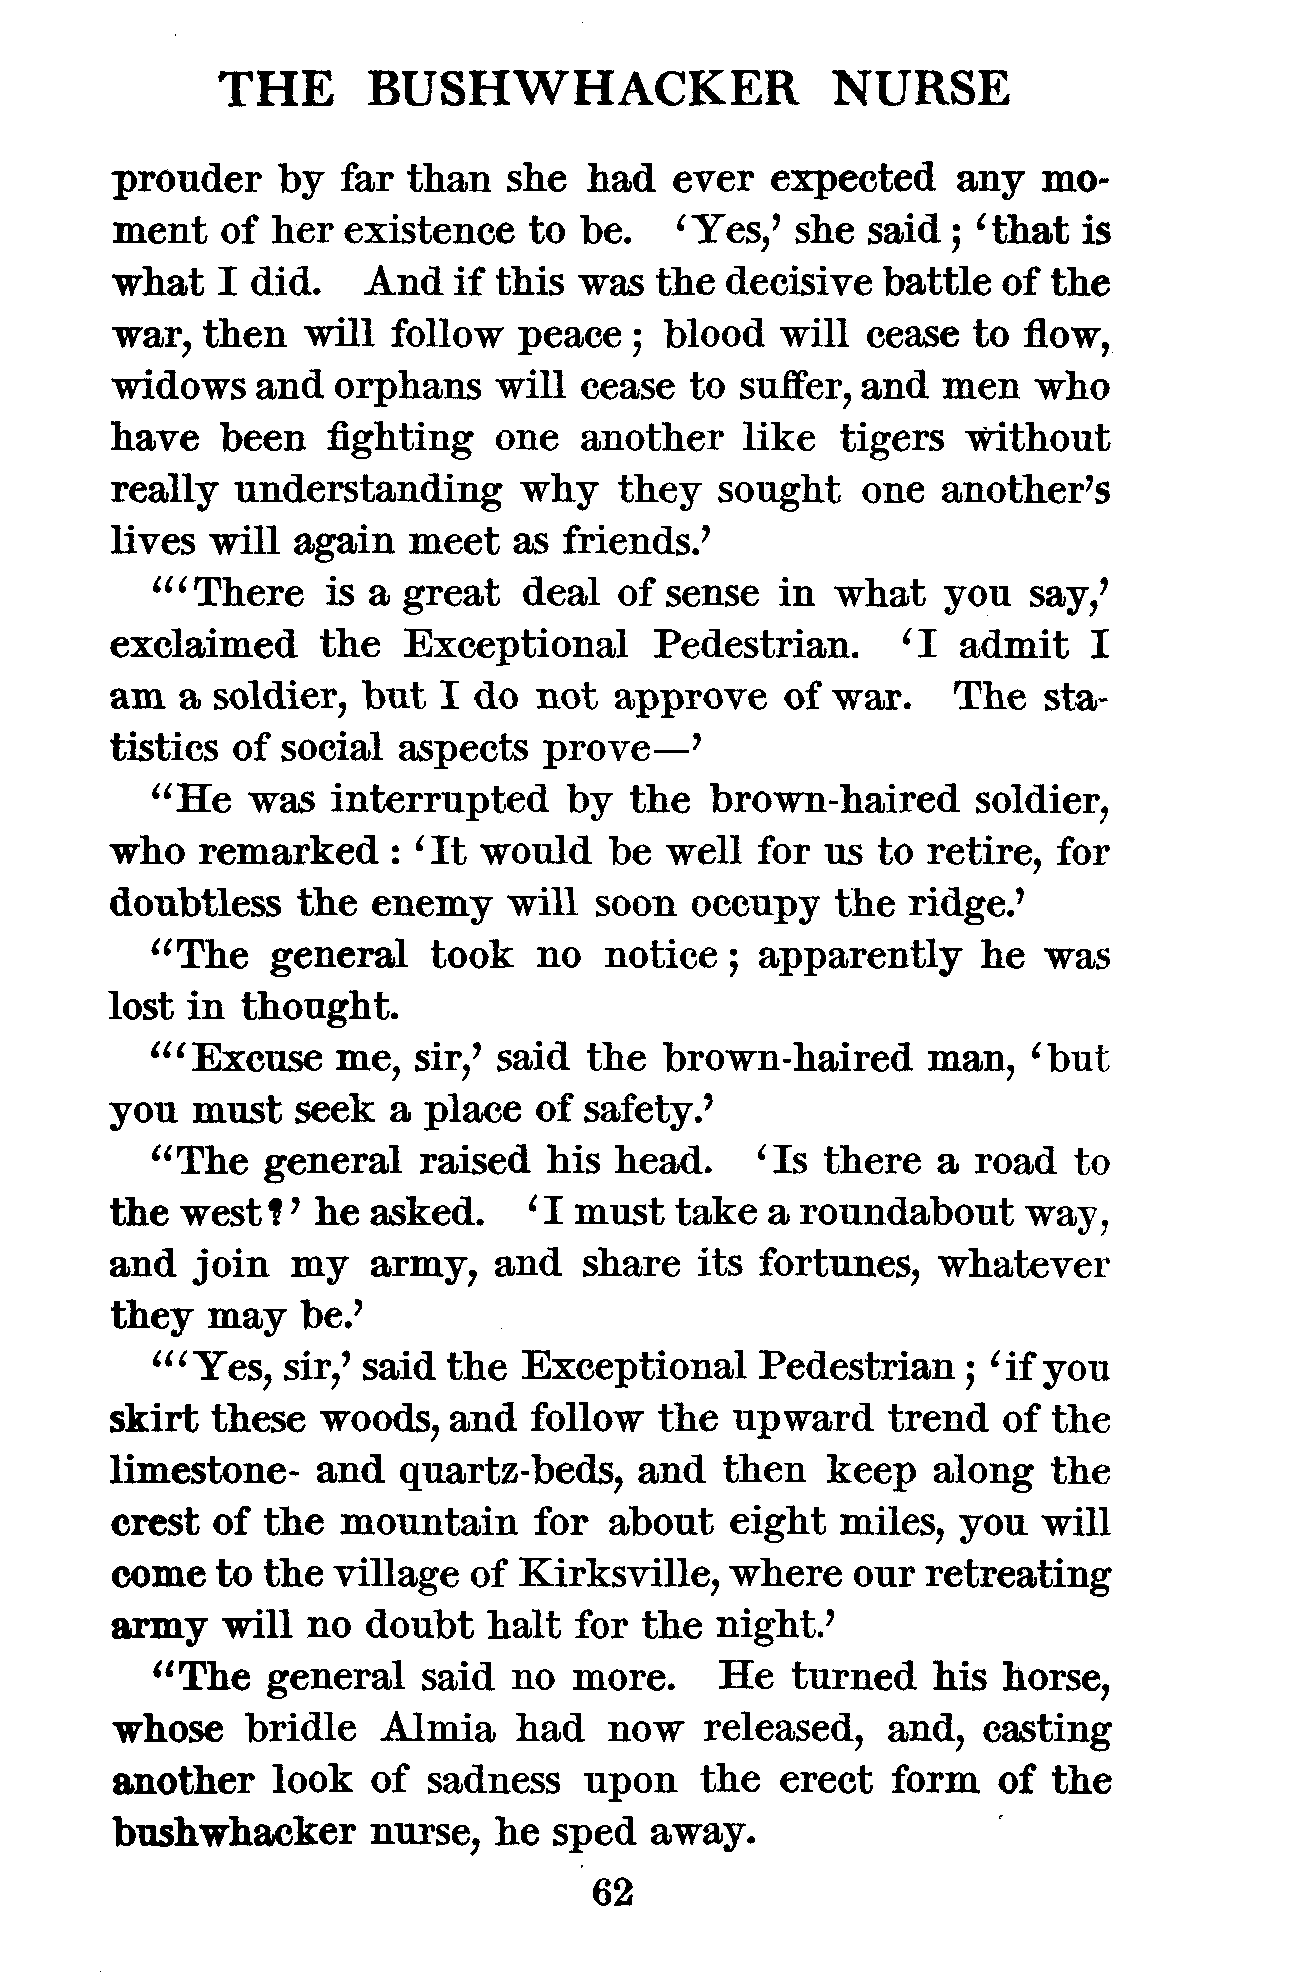 THE BUSHWHACKER NURSE
prouder by far than she had ever expected any mo-
ment of her existence to be. ‘Yes,’ she said; ‘that is
what I did. And if this was the decisive battle of the
war, then will follow peace; blood will cease to flow,
widows and orphans will cease to suffer, and men who
have been fighting one another like tigers without
really understanding why they sought one another’s
lives will again meet as friends.’
“‘There is a great deal of sense in what you say,’
exclaimed the Exceptional Pedestrian. ‘I admit I
am a soldier, but I do not approve of war. The sta-
tistics of social aspects prove—’
“He was interrupted by the brown-haired soldier,
who remarked: ‘It would be well for us to retire, for
doubtless the enemy will soon occupy the ridge.’
“The general took no notice; apparently he was
lost in thought.
“‘Excuse me, sir,’ said the brown-haired man, ‘but
you must seek a place of safety.’
“The general raised his head. ‘Is there a road to
the west?’ he asked. ‘I must take a roundabout way,
and join my army, and share its fortunes, whatever
they may be.’
“‘Yes, sir,’ said the Exceptional Pedestrian; ‘if you
skirt these woods, and follow the upward trend of the
limestone- and quartz-beds, and then keep along the
crest of the mountain for about eight miles, you will
come to the village of Kirksville, where our retreating
army will no doubt halt for the night.’
“The general said no more. He turned his horse,
whose bridle Almia had now released, and, casting
another look of sadness upon the erect form of the
bushwhacker nurse, he sped away.
62